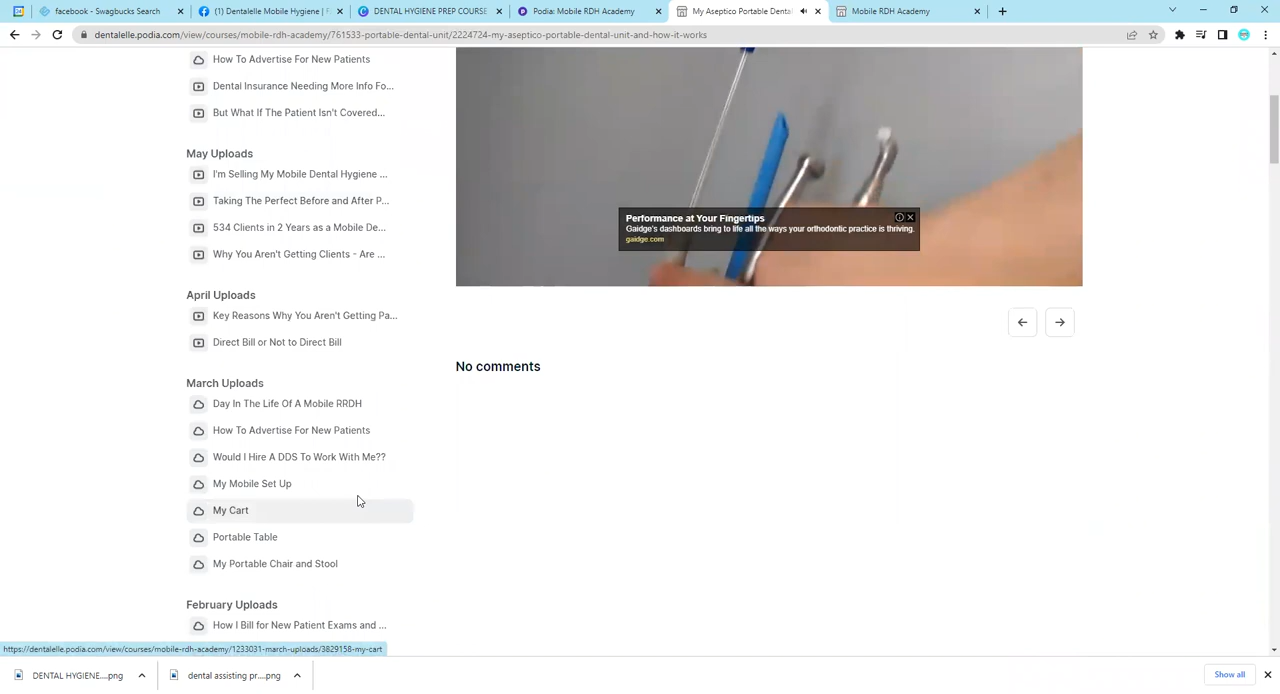 facebook - Swagbucks Search
(1) Dentalelle Mobile Hygiene | F
DENTAL HYGIENE PREP COURSE
Podia: Mobile RDH Academy
My Aseptico Portable Dental
Mobile RDH Academy
dentalelle.podia.com/view/courses/mobile-rdh-academy/761533-portable-dental-unit/2224724-my-aseptico-portable-dental-unit-and-how-it-works
How To Advertise For New Patients
Dental Insurance Needing More Info Fo...
But What If The Patient Isn't Covered...
May Uploads
I'm Selling My Mobile Dental Hygiene ...
Taking The Perfect Before and After P...
534 Clients in 2 Years as a Mobile De...
Why You Aren't Getting Clients - Are ...
April Uploads
Key Reasons Why You Aren't Getting Pa...
Direct Bill or Not to Direct Bill
March Uploads
Day In The Life Of A Mobile RRDH
How To Advertise For New Patients
Would I Hire A DDS To Work With Me??
My Mobile Set Up
My Cart
Portable Table
My Portable Chair and Stool
February Uploads
How I Bill for New Patient Exams and ...
Performance at Your Fingertips
Gaidge's dashboards bring to life all the ways your orthodontic practice is thriving.
gaidge.com
No comments
https://dentalelle.podia.com/view/courses/mobile-rdh-academy/1233031-march-uploads/3829158-my-cart
DENTAL HYGIENE....png
dental assisting pr....png
Show all